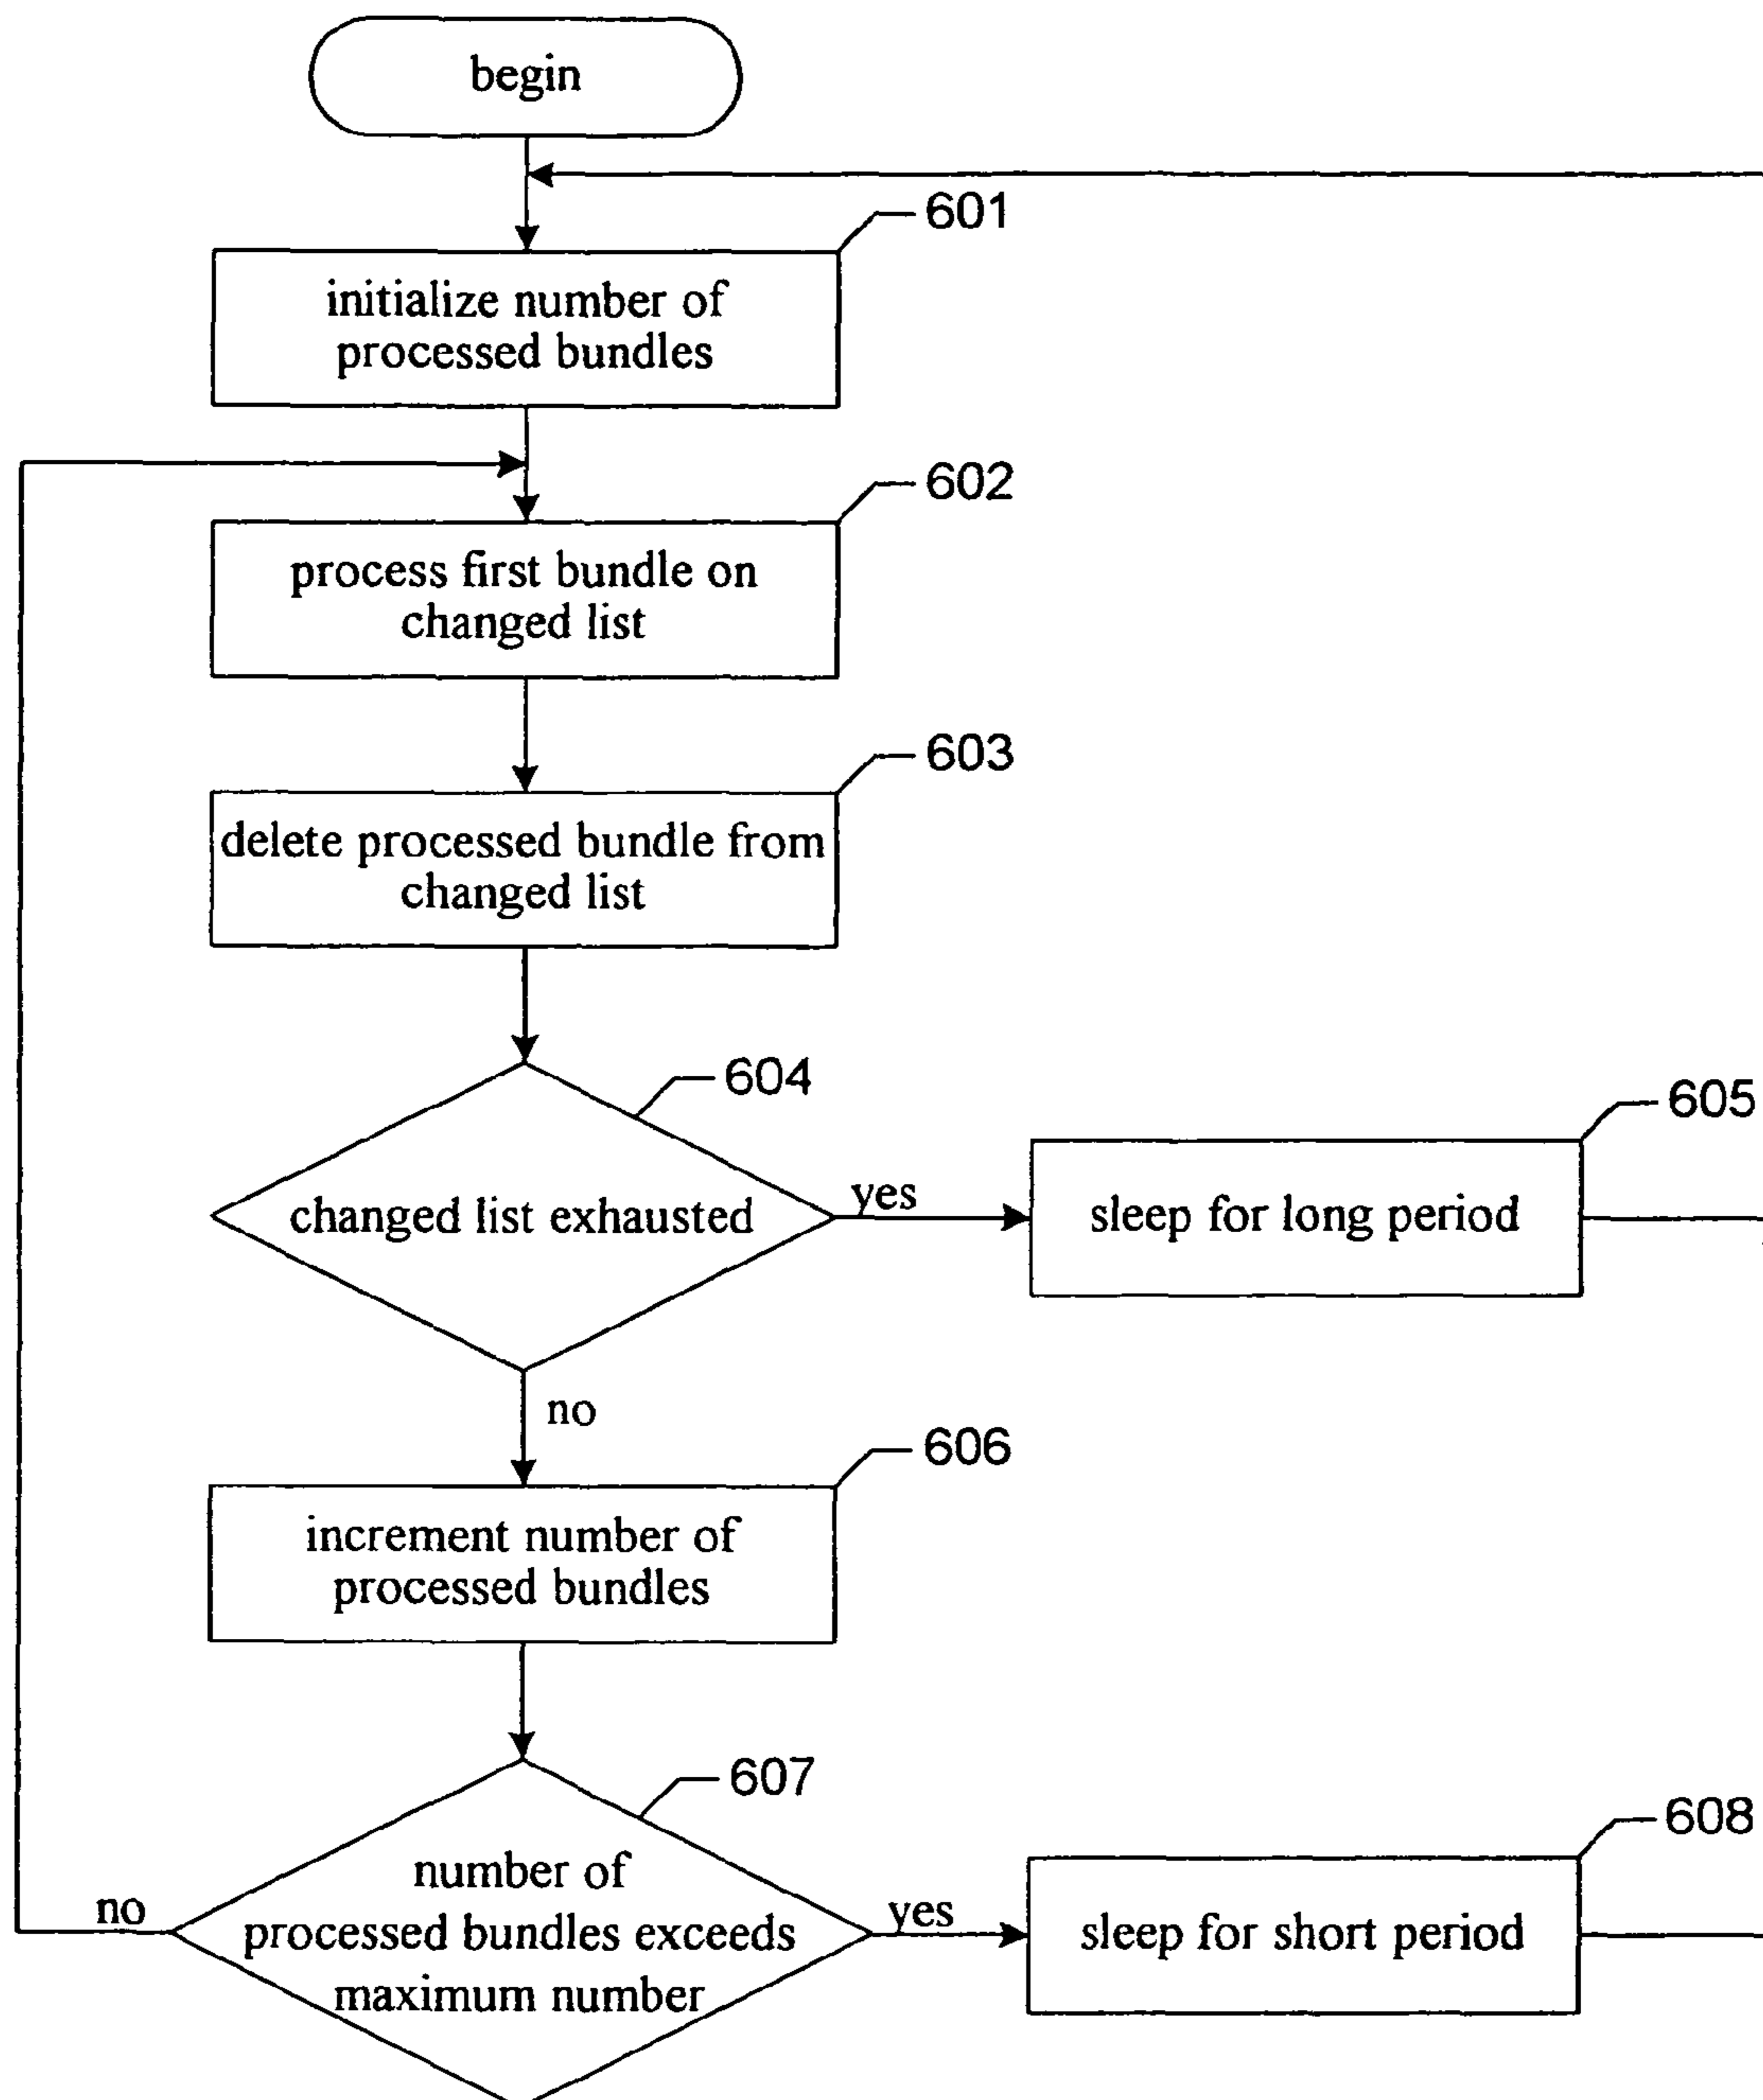 begin
601
initialize number of
processed bundles
602
process first bundle on
changed list
603
delete processed bundle from
changed list
604
changed list exhausted
yes
605
sleep for long period
no
606
increment number of
processed bundles
607
number of
processed bundles exceeds
maximum number
no
yes
608
sleep for short period